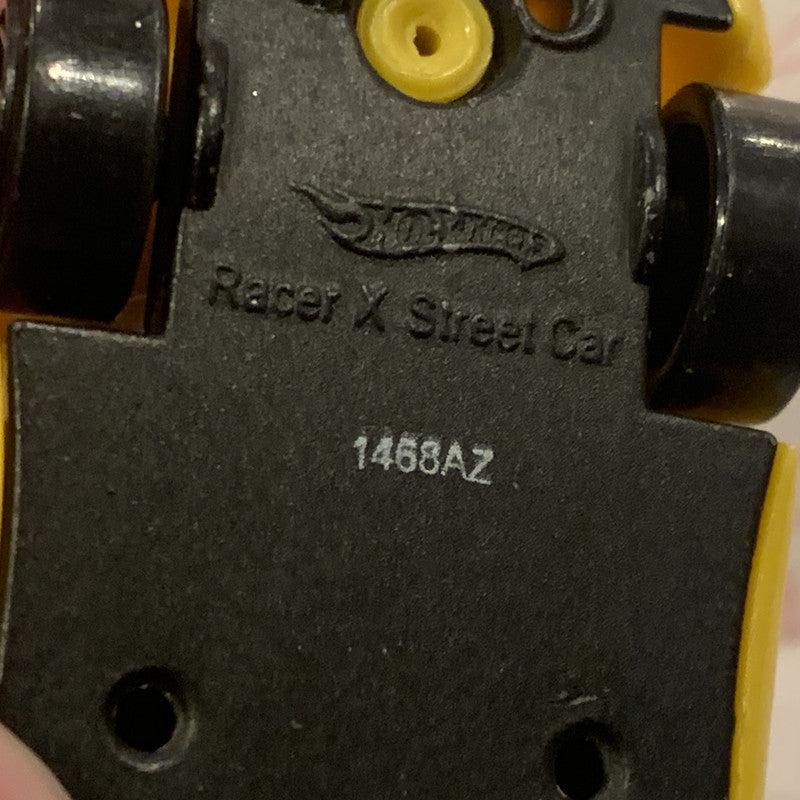 Hot Wheels
Racer X Street Car
1468AZ